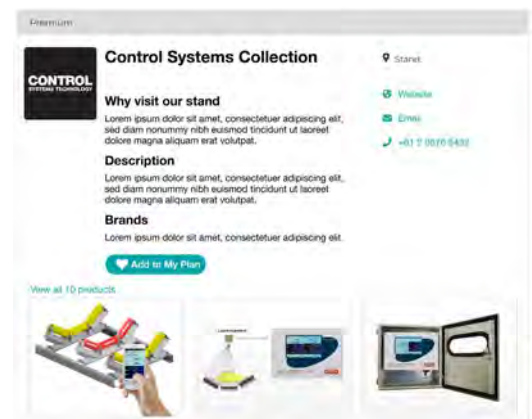 Premium
CONTROL
SYSTEMS TECHNOLOGY
Control Systems Collection
Stand:
Why visit our stand
Website
Lorem ipsum dolor sit amet, consectetuer adipiscing elit,
Email
sed diam nonummy nibh euismod tincidunt ut laoreet
dolore magna aliquam erat volutpat.
Description
Lorem ipsum dolor sit amet, consectetuer adipiscing elit,
sed diam nonummy nibh euismod tincidunt ut laoreet
dolore magna aliquam erat volutpat.
Brands
Lorem ipsum dolor sit amet, consectetuer adipiscing elit
Add to My Plan
View all 10 products